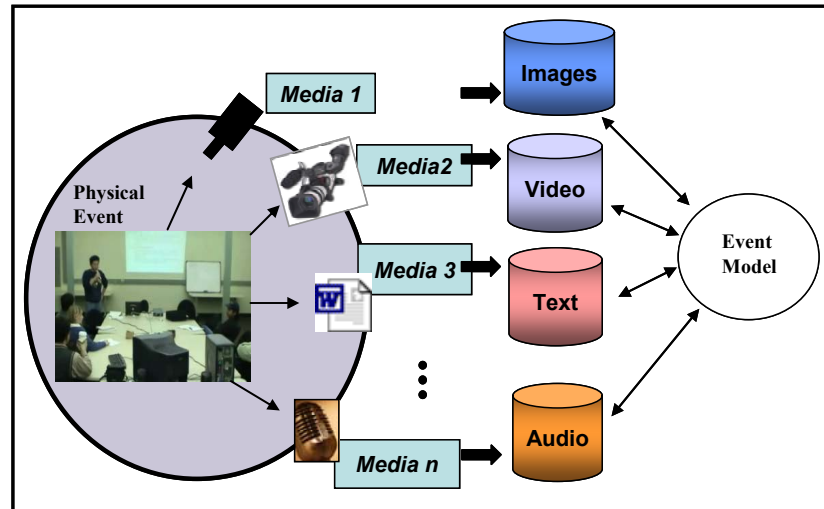 Media 1
Images
Media2
Video
Physical
Event
Event
Model
Media 3
Text
W
Media n
Audio